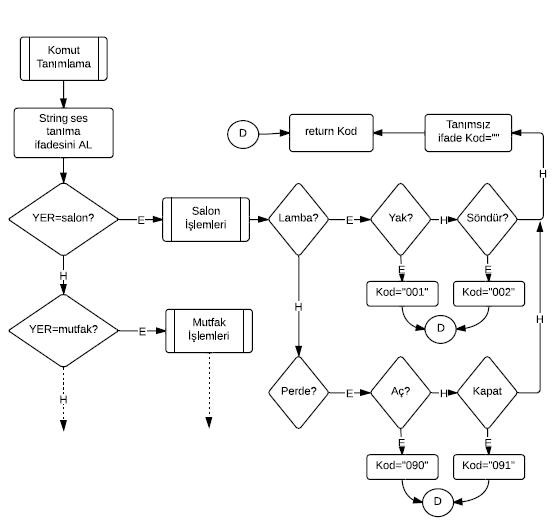 Komut
Tanımlama
String ses
tanıma
ifadesini AL
D
return Kod
Tanımsız
ifade Kod=""
H
YER=salon?
E
Salon
İşlemleri
Lamba?
E
Yak?
H
Söndür?
H
E
E
Kod="001"
Kod="002"
D
H
H
YER=mutfak?
E
Mutfak
İşlemleri
H
Perde?
E
Aç?
H
Kapat
E
E
Kod="090"
Kod="091"
D